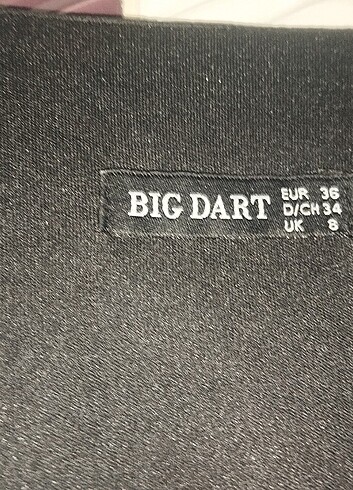 BIG DART
EUR 36
D/CH 34
UK 8